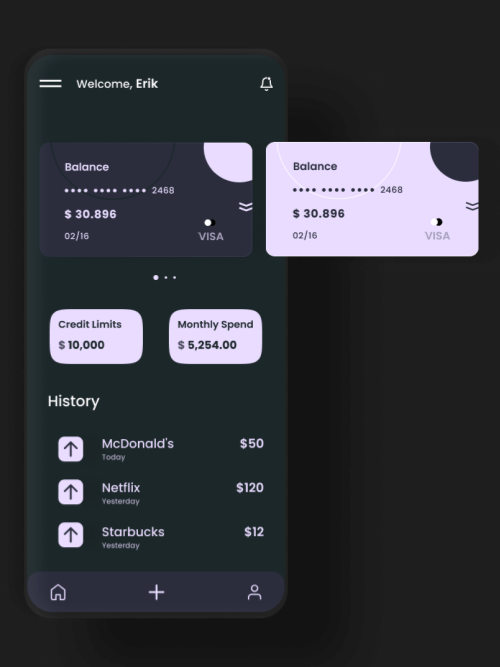 Welcome, Erik
Balance
•••• •••• •••• 2468
$ 30.896
02/16
VISA
Balance
•••• •••• •••• 2468
$ 30.896
02/16
VISA
Credit Limits
$ 10,000
Monthly Spend
$ 5,254.00
History
McDonald's $50
Today
Netflix $120
Yesterday
Starbucks $12
Yesterday